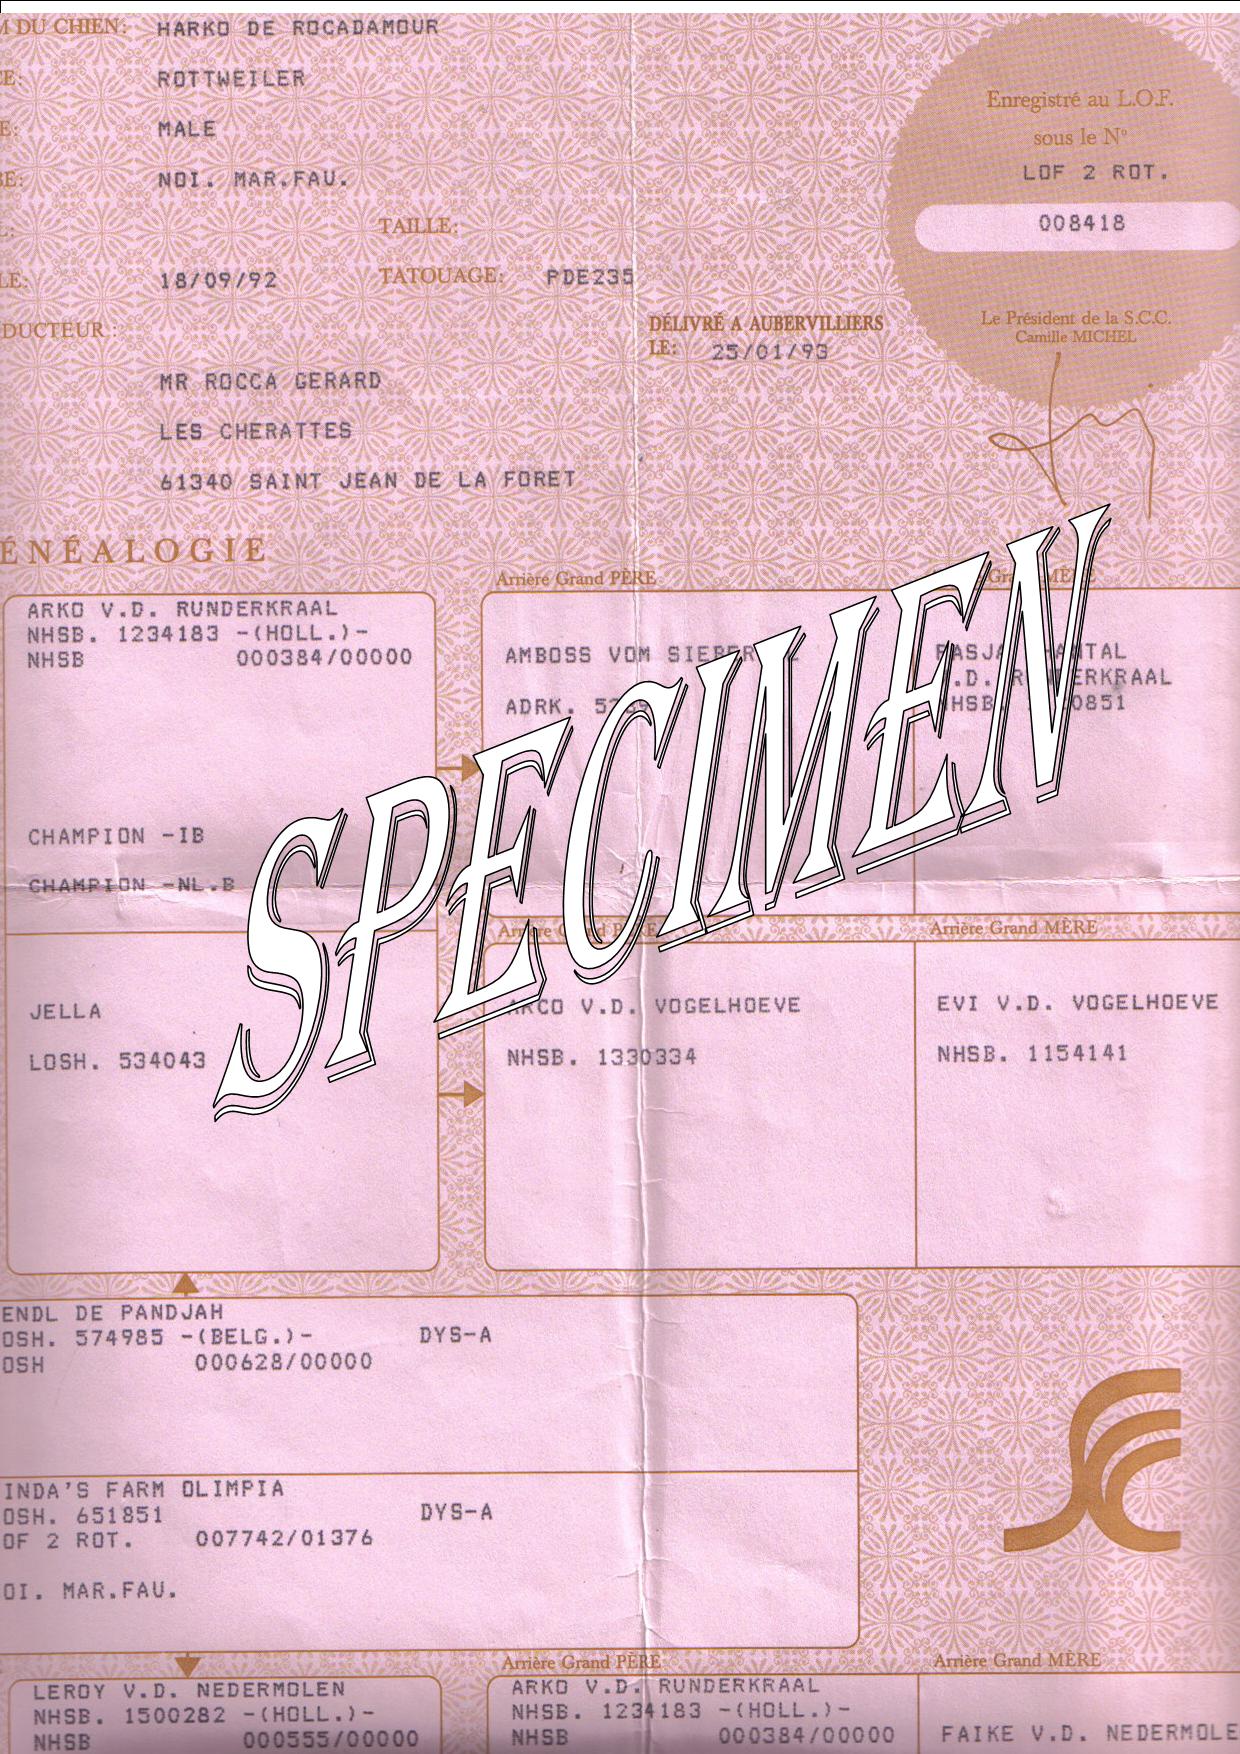 M DU CHIEN: HARKO DE ROCADAMOUR
E: ROTTWEILER
E: MALE
BE: NOI. MAR.FAU.
L: TAILLE:
LE: 18/09/92 TATOUAGE: PDE235
DUCTEUR :
MR ROCCA GERARD
LES CHERATTES
61340 SAINT JEAN DE LA FORET
DÉLIVRÉ A AUBERVILLIERS
LE: 25/01/93
Enregistré au L.O.F.
sous le N°
LOF 2 ROT.
008418
Le Président de la S.C.C.
Camille MICHEL
ÉNÉALOGIE
ARKO V.D. RUNDERKRAAL
NHSB. 1234183 -(HOLL.)-
NHSB 000384/00000
CHAMPION -IB
CHAMPION -NL.B
Arrière Grand PÈRE
AMBOSS VOM
ADRK.
MÈRE
SPECIMEN
JELLA
LOSH. 534043
Arrière Grand PÈRE
ARCO V.D. VOGELHOEVE
NHSB. 1330334
Arrière Grand MÈRE
EVI V.D. VOGELHOEVE
NHSB. 1154141
ENDL DE PANDJAH
OSH. 574985 -(BELG.)- DYS-A
OSH 000628/00000
INDA'S FARM OLIMPIA
OSH. 651851 DYS-A
OF 2 ROT. 007742/01376
OI. MAR.FAU.
LEROY V.D. NEDERMOLEN
NHSB. 1500282 -(HOLL.)-
NHSB 000555/00000
Arrière Grand PÈRE
ARKO V.D. RUNDERKRAAL
NHSB. 1234183 -(HOLL.)-
NHSB 000384/00000
Arrière Grand MÈRE
FAIKE V.D. NEDERMOLE